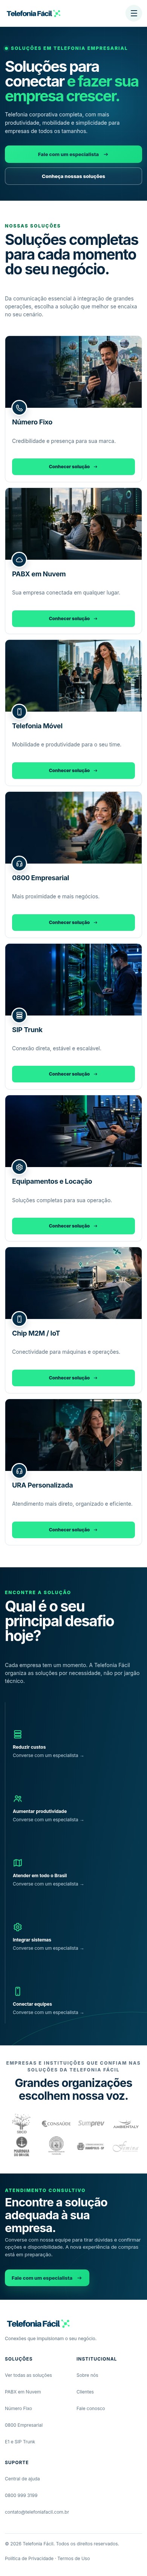 Telefonia Fácil
SOLUÇÕES EM TELEFONIA EMPRESARIAL
Soluções para
conectar e fazer sua
empresa crescer.
Telefonia corporativa completa, com mais
produtividade, mobilidade e simplicidade para
empresas de todos os tamanhos.
Fale com um especialista →
Conheça nossas soluções
NOSSAS SOLUÇÕES
Soluções completas
para cada momento
do seu negócio.
Da comunicação essencial à integração de grandes
operações, escolha a solução que melhor se encaixa
no seu cenário.
Número Fixo
Credibilidade e presença para sua marca.
Conhecer solução →
PABX em Nuvem
Sua empresa conectada em qualquer lugar.
Conhecer solução →
Telefonia Móvel
Mobilidade e produtividade para o seu time.
Conhecer solução →
0800 Empresarial
Mais proximidade e mais negócios.
Conhecer solução →
SIP Trunk
Conexão direta, estável e escalável.
Conhecer solução →
Equipamentos e Locação
Soluções completas para sua operação.
Conhecer solução →
Chip M2M / IoT
Conectividade para máquinas e operações.
Conhecer solução →
URA Personalizada
Atendimento mais direto, organizado e eficiente.
Conhecer solução →
ENCONTRE A SOLUÇÃO
Qual é o seu
principal desafio
hoje?
Cada empresa tem um momento. A Telefonia Fácil
organiza as soluções por necessidade, não por jargão
técnico.
Reduzir custos
Converse com um especialista →
Aumentar produtividade
Converse com um especialista →
Atender em todo o Brasil
Converse com um especialista →
Integrar sistemas
Converse com um especialista →
Conectar equipes
Converse com um especialista →
EMPRESAS E INSTITUIÇÕES QUE CONFIAM NAS
SOLUÇÕES DA TELEFONIA FÁCIL
Grandes organizações
escolhem nossa voz.
Sumprev
ATENDIMENTO CONSULTIVO
Encontre a solução
adequada à sua
empresa.
Converse com nossa equipe para tirar dúvidas e confirmar
opções e disponibilidade. A nova experiência de compras
está em preparação.
Fale com um especialista →
Telefonia Fácil
Conexões que impulsionam o seu negócio.
SOLUÇÕES
INSTITUCIONAL
Ver todas as soluções
Sobre nós
PABX em Nuvem
Clientes
Número Fixo
Fale conosco
0800 Empresarial
E1 e SIP Trunk
SUPORTE
Central de ajuda
0800 999 3199
contato@telefoniafacil.com.br
© 2026 Telefonia Fácil. Todos os direitos reservados.
Política de Privacidade · Termos de Uso